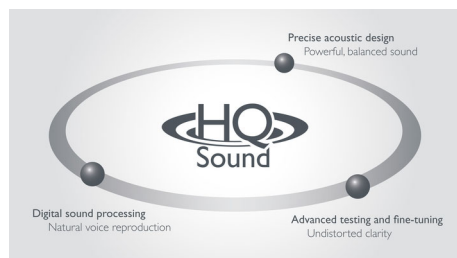 Precise acoustic design
Powerful, balanced sound
HQ
Sound
Digital sound processing
Natural voice reproduction
Advanced testing and fine-tuning
Undistorted clarity